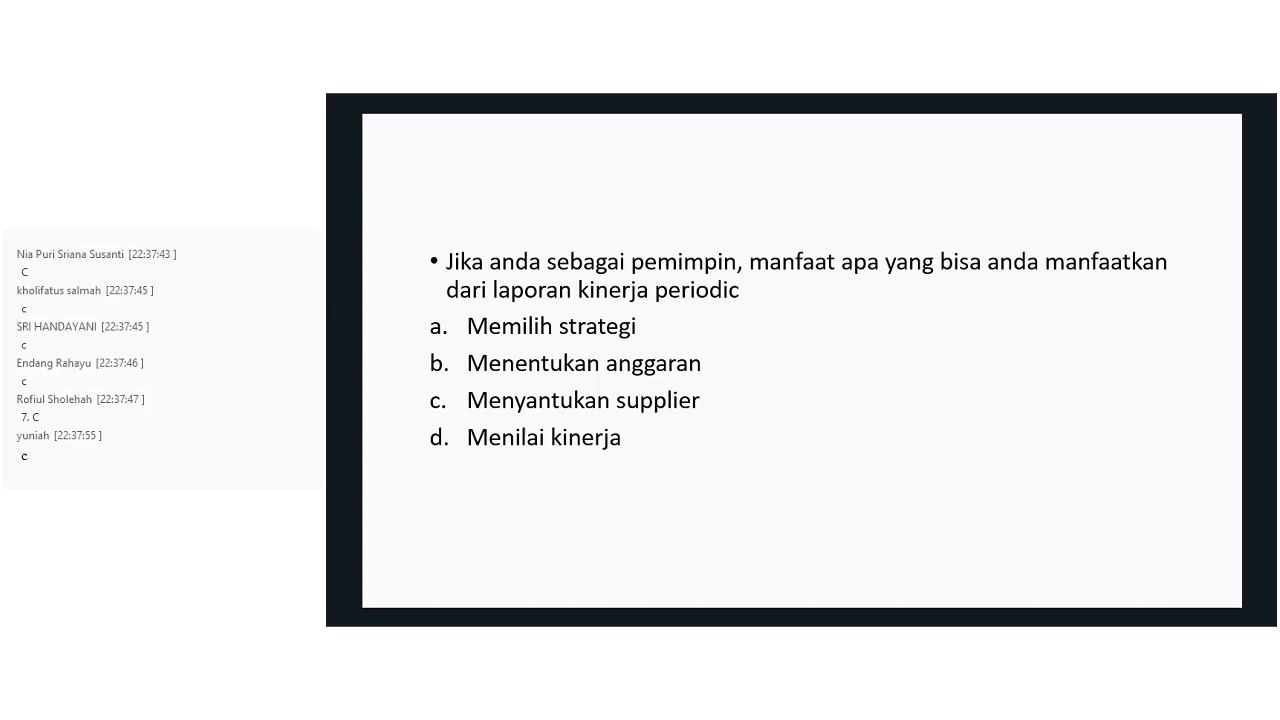 Nia Puri Sriana Susanti [22:37:43 ]
C
kholifatus salmah [22:37:45 ]
c
SRI HANDAYANI [22:37:45 ]
c
Endang Rahayu [22:37:46 ]
c
Rofiul Sholehah [22:37:47 ]
7. C
yuniah [22:37:55 ]
c
• Jika anda sebagai pemimpin, manfaat apa yang bisa anda manfaatkan
dari laporan kinerja periodic
a. Memilih strategi
b. Menentukan anggaran
c. Menyantukan supplier
d. Menilai kinerja